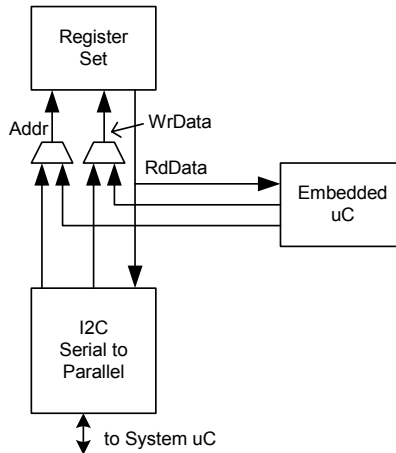 Register
Set
Addr
WrData
RdData
Embedded
uC
I2C
Serial to
Parallel
to System uC